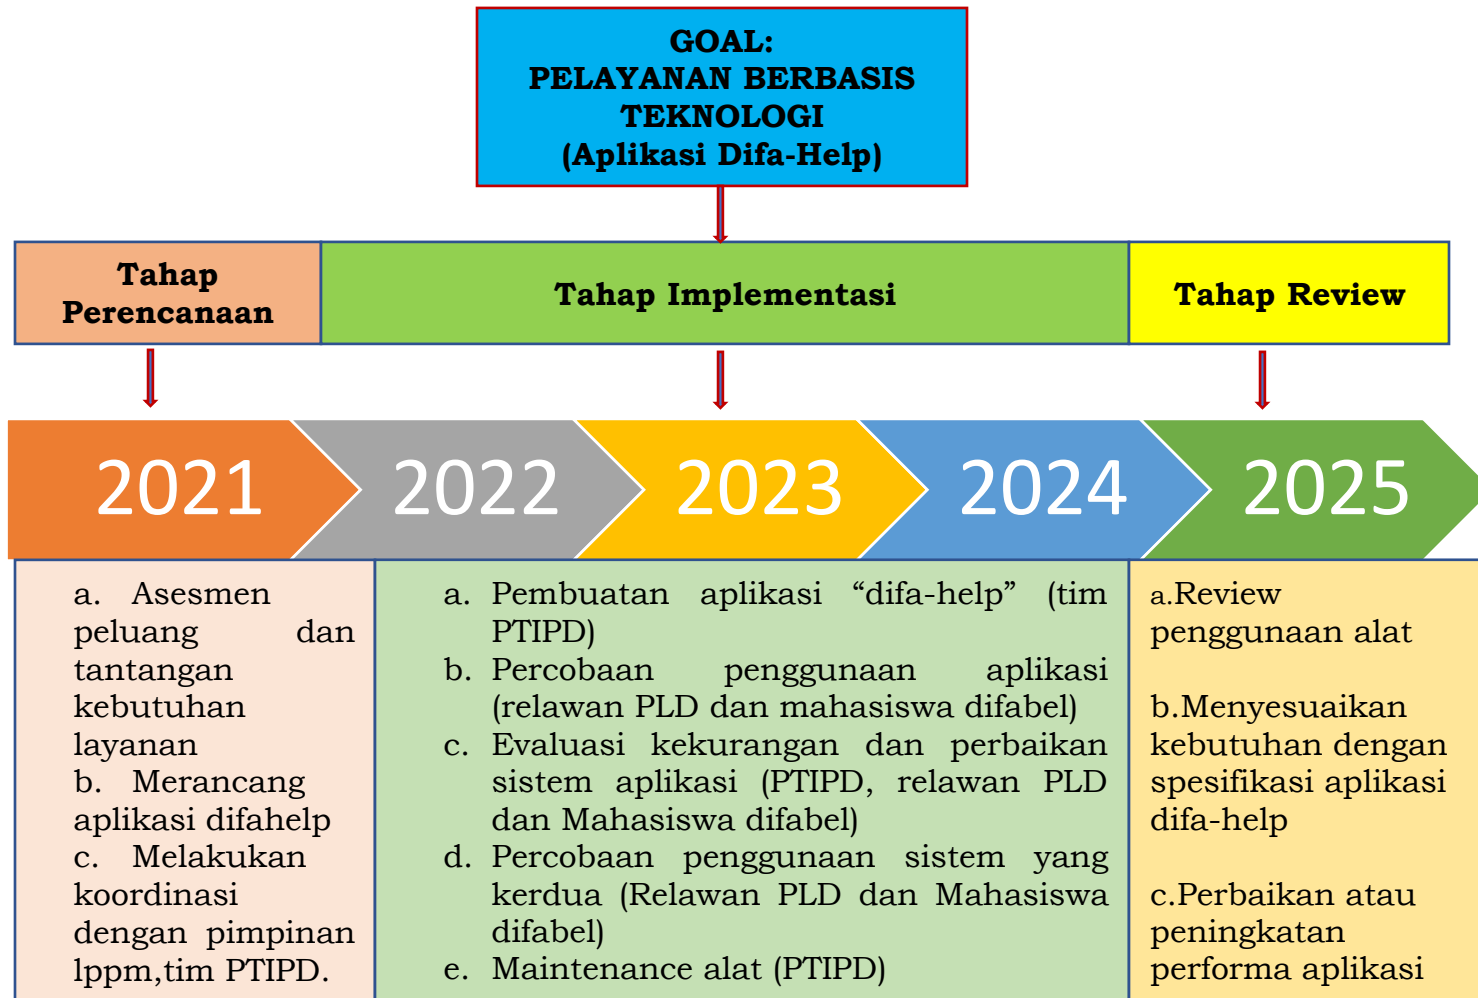 GOAL:
PELAYANAN BERBASIS
TEKNOLOGI
(Aplikasi Difa-Help)
Tahap
Perencanaan
Tahap Implementasi
Tahap Review
2021
2022
2023
2024
2025
a. Asesmen
peluang dan
tantangan
kebutuhan
layanan
b. Merancang
aplikasi difahelp
c. Melakukan
koordinasi
dengan pimpinan
lppm,tim PTIPD.
a. Pembuatan aplikasi “difa-help” (tim
PTIPD)
b. Percobaan penggunaan aplikasi
(relawan PLD dan mahasiswa difabel)
c. Evaluasi kekurangan dan perbaikan
sistem aplikasi (PTIPD, relawan PLD
dan Mahasiswa difabel)
d. Percobaan penggunaan sistem yang
kerdua (Relawan PLD dan Mahasiswa
difabel)
e. Maintenance alat (PTIPD)
a.Review
penggunaan alat
b.Menyesuaikan
kebutuhan dengan
spesifikasi aplikasi
difa-help
c.Perbaikan atau
peningkatan
performa aplikasi